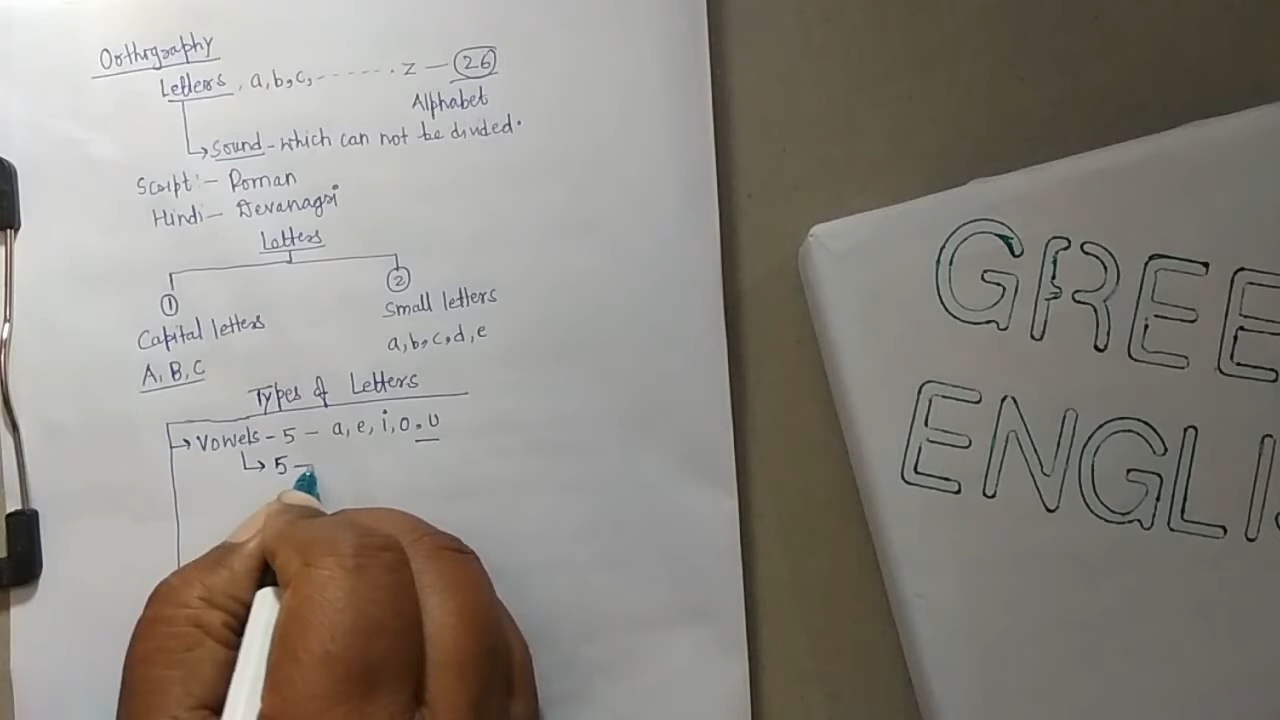 Orthography
Letters, a, b, c, ------. z — 26
Alphabet
→ Sound - which can not be divided.
Script :- Roman
Hindi - Devanagri
Letters
1
2
Capital letters
Small letters
A, B, C
a, b, c, d, e
Types of Letters
→ Vowels - 5 - a, e, i, o, u
↳ 5 -
GREE
ENGLI